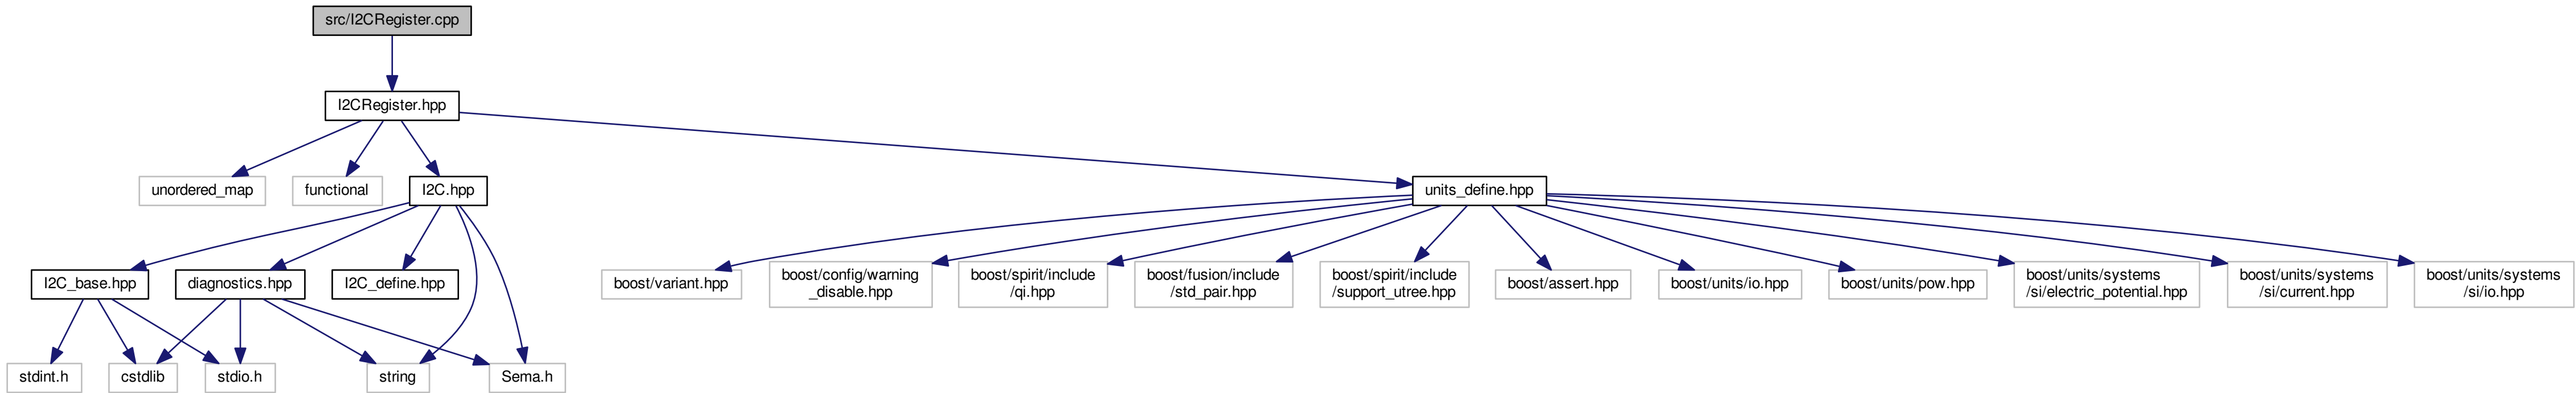 src/I2CRegister.cpp
I2CRegister.hpp
unordered_map
functional
I2C.hpp
units_define.hpp
I2C_base.hpp
diagnostics.hpp
I2C_define.hpp
boost/variant.hpp
boost/config/warning
_disable.hpp
boost/spirit/include
/qi.hpp
boost/fusion/include
/std_pair.hpp
boost/spirit/include
/support_utree.hpp
boost/assert.hpp
boost/units/io.hpp
boost/units/pow.hpp
boost/units/systems
/si/electric_potential.hpp
boost/units/systems
/si/current.hpp
boost/units/systems
/si/io.hpp
stdint.h
cstdlib
stdio.h
string
Sema.h